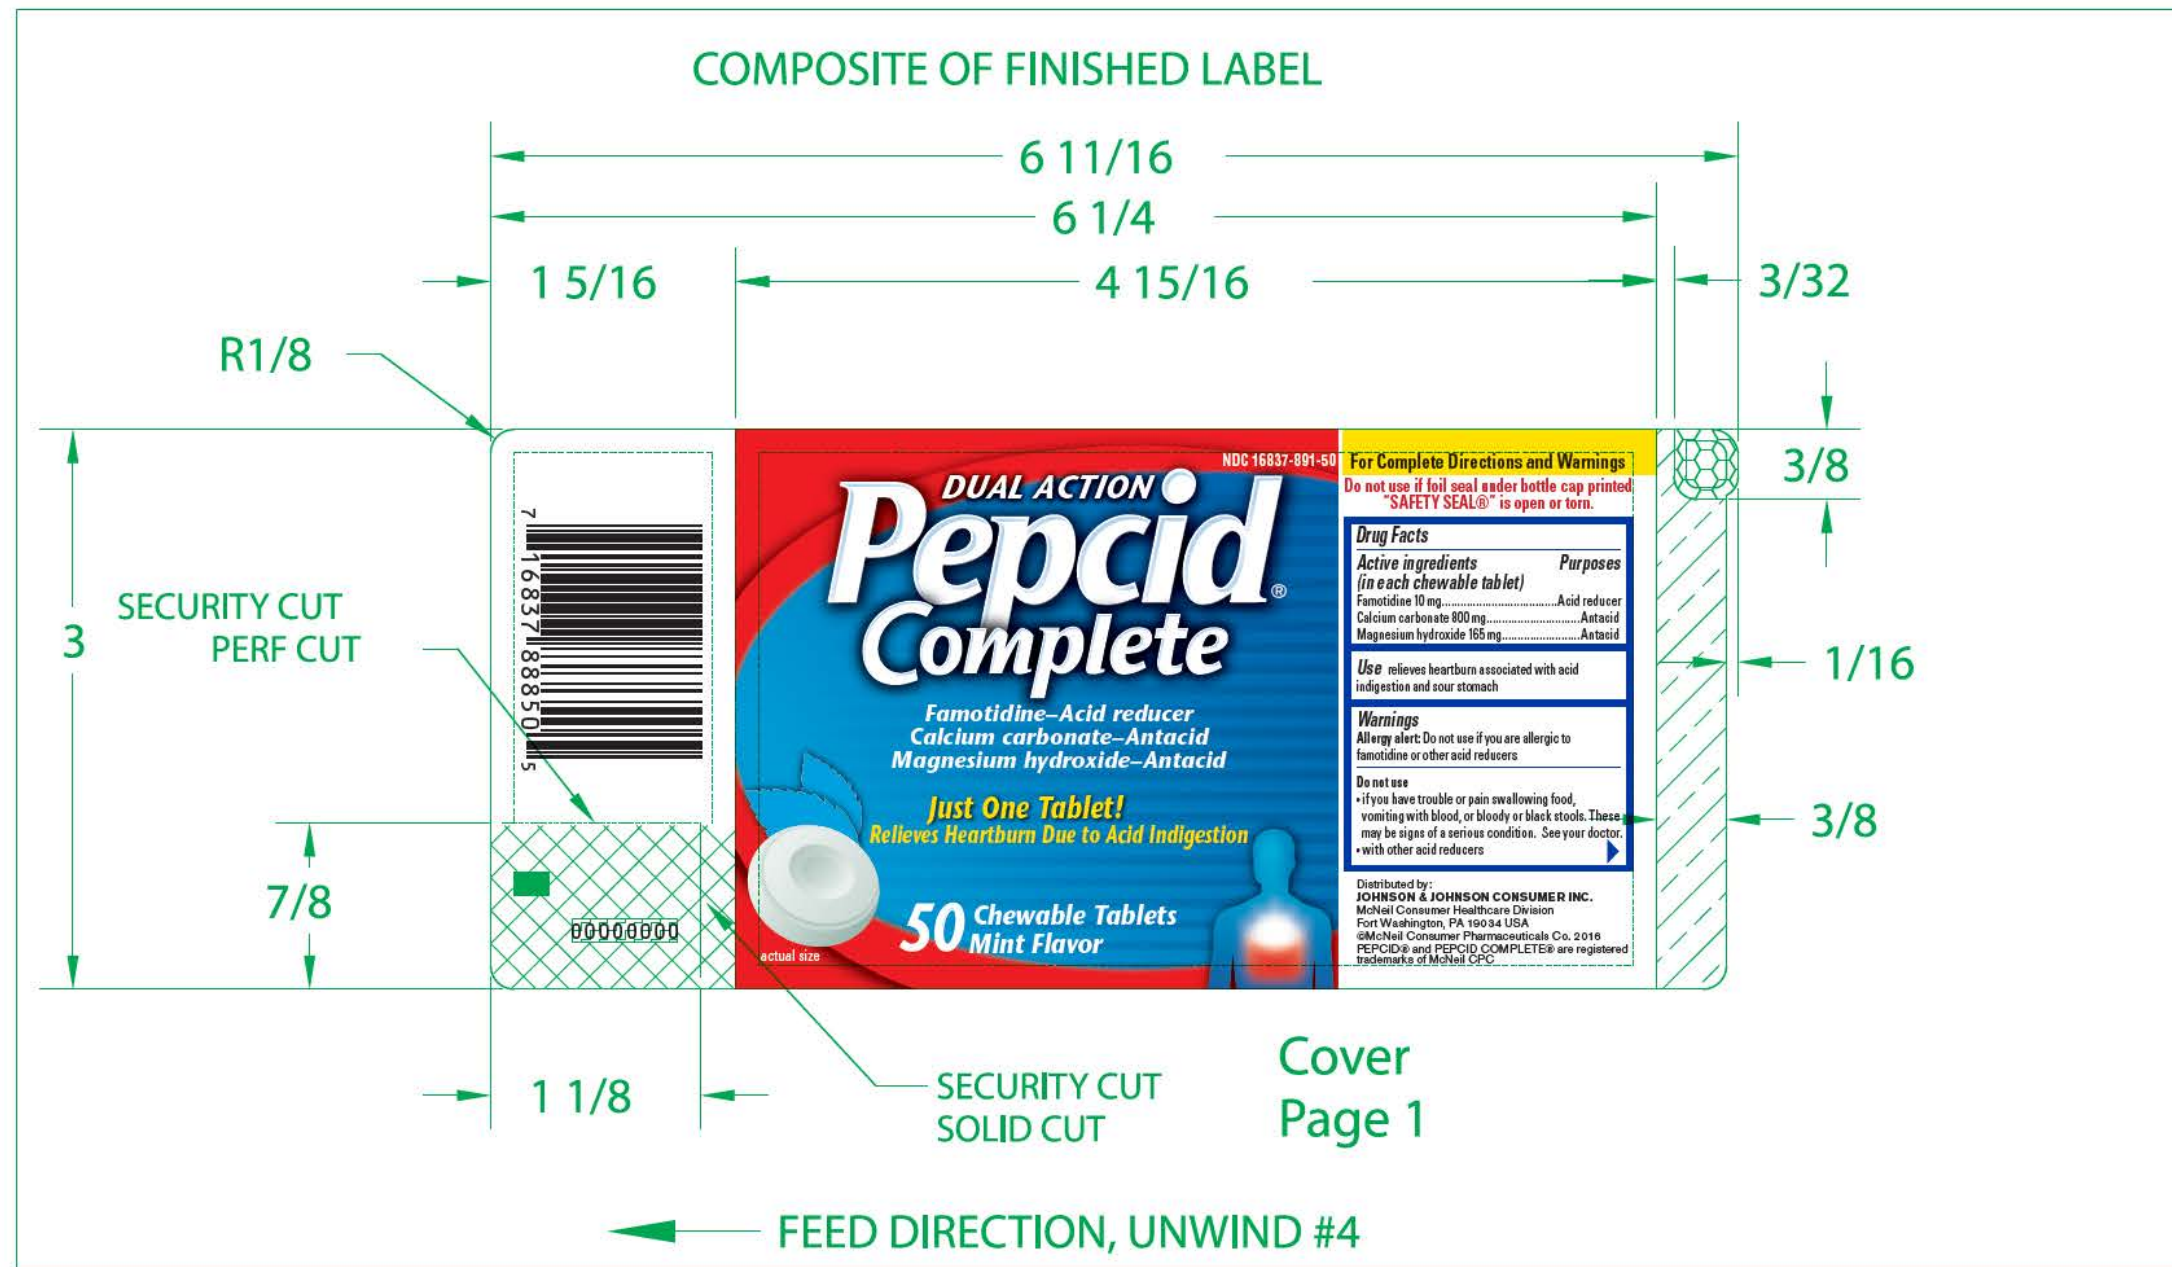 COMPOSITE OF FINISHED LABEL
6 11/16
6 1/4
1 5/16
4 15/16
3/32
R1/8
3/8
3
SECURITY CUT
PERF CUT
7 16837 88850 5
7/8
00000000
1 1/8
NDC 16837-891-50
DUAL ACTION
Pepcid®
Complete
Famotidine–Acid reducer
Calcium carbonate–Antacid
Magnesium hydroxide–Antacid
Just One Tablet!
Relieves Heartburn Due to Acid Indigestion
50 Chewable Tablets
Mint Flavor
actual size
For Complete Directions and Warnings
Do not use if foil seal under bottle cap printed
"SAFETY SEAL®" is open or torn.
Drug Facts
Active ingredients Purposes
(in each chewable tablet)
Famotidine 10 mg......................................Acid reducer
Calcium carbonate 800 mg...............................Antacid
Magnesium hydroxide 165 mg..........................Antacid
Use relieves heartburn associated with acid
indigestion and sour stomach
Warnings
Allergy alert: Do not use if you are allergic to
famotidine or other acid reducers
Do not use
• if you have trouble or pain swallowing food,
vomiting with blood, or bloody or black stools. These
may be signs of a serious condition. See your doctor.
• with other acid reducers
Distributed by:
JOHNSON & JOHNSON CONSUMER INC.
McNeil Consumer Healthcare Division
Fort Washington, PA 19034 USA
©McNeil Consumer Pharmaceuticals Co. 2016
PEPCID® and PEPCID COMPLETE® are registered
trademarks of McNeil CPC
1/16
3/8
SECURITY CUT
SOLID CUT
Cover
Page 1
FEED DIRECTION, UNWIND #4